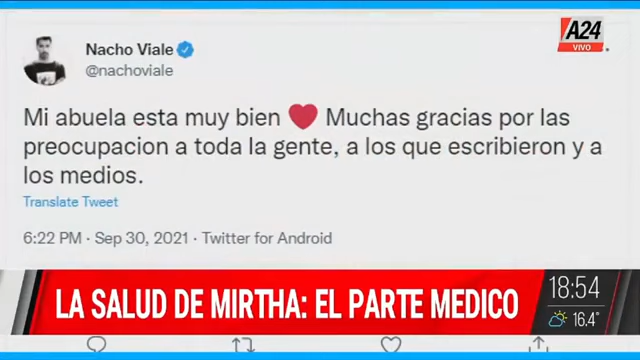 A24
VIVO
Nacho Viale
@nachoviale
Mi abuela esta muy bien ❤️ Muchas gracias por las
preocupacion a toda la gente, a los que escribieron y a
los medios.
Translate Tweet
6:22 PM · Sep 30, 2021 · Twitter for Android
LA SALUD DE MIRTHA: EL PARTE MEDICO
18:54
16.4°